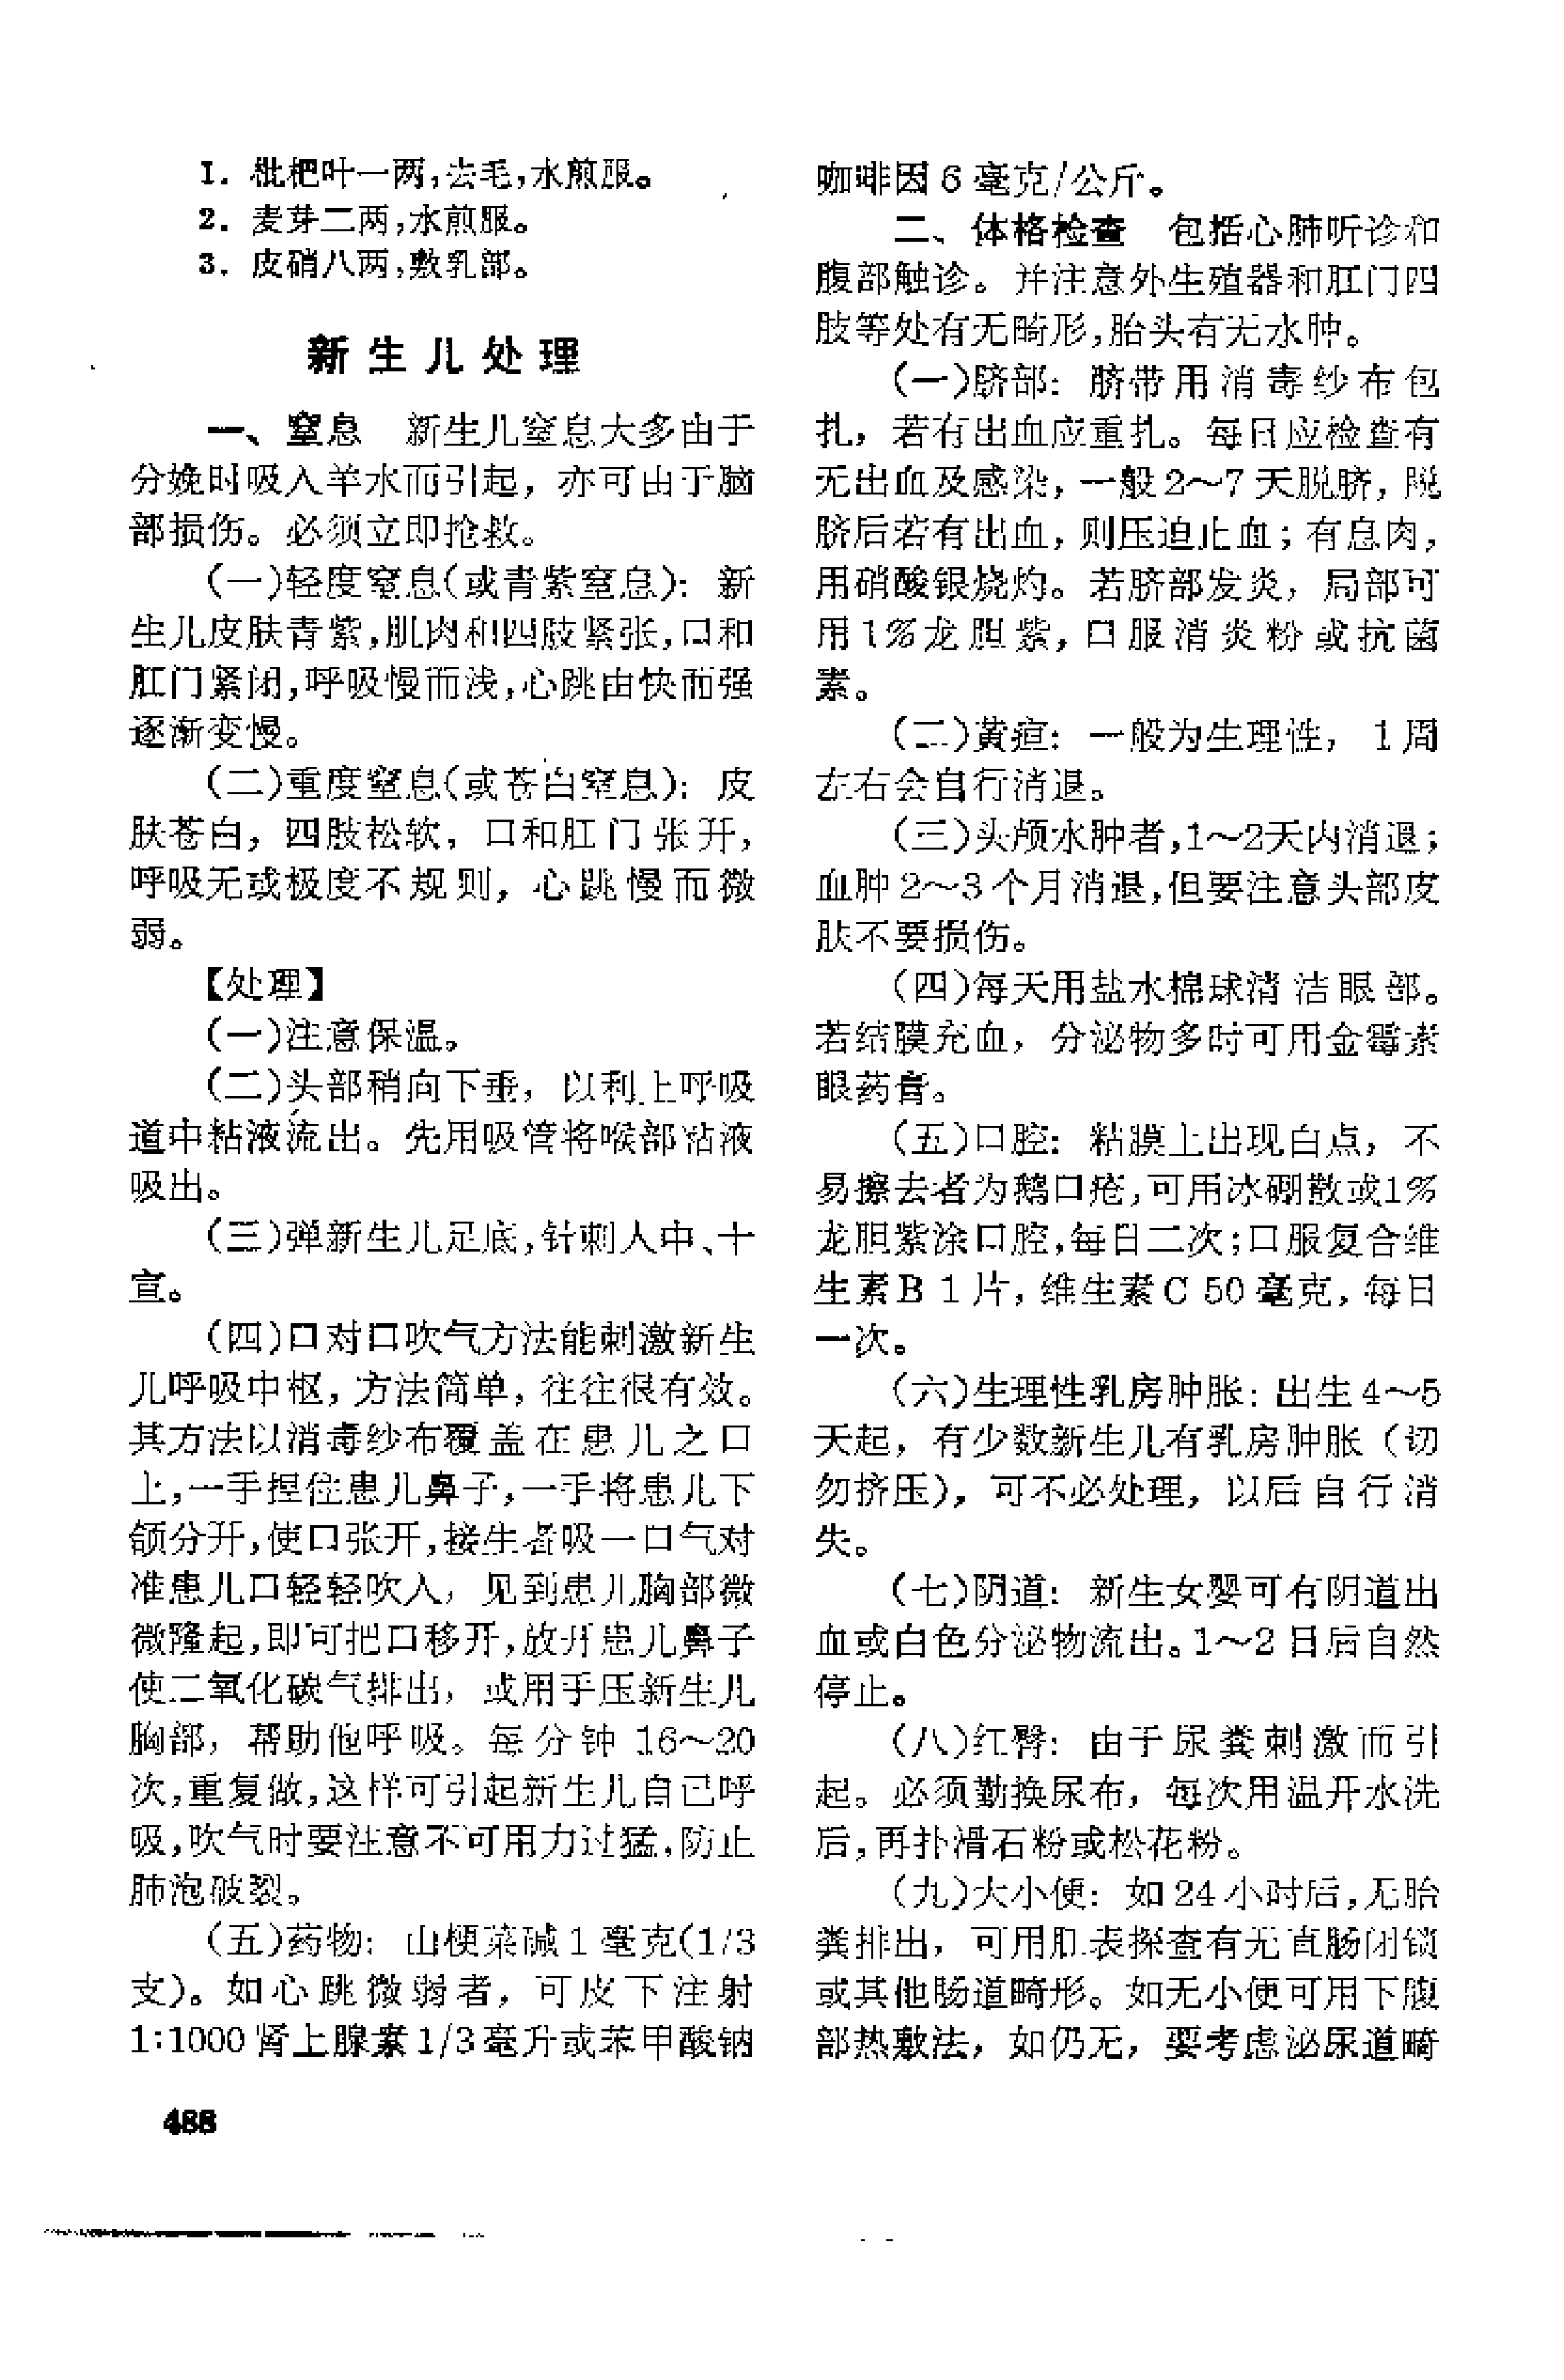 1. 枇杷叶一两,去毛,水煎服。
2. 麦芽二两,水煎服。
3. 皮硝八两,敷乳部。
新生儿处理
一、窒息　新生儿窒息大多由于
分娩时吸入羊水而引起，亦可由于脑
部损伤。必须立即抢救。
(一)轻度窒息(或青紫窒息)：新
生儿皮肤青紫,肌肉和四肢紧张,口和
肛门紧闭,呼吸慢而浅,心跳由快而强
逐渐变慢。
(二)重度窒息(或苍白窒息)：皮
肤苍白，四肢松软，口和肛门张开，
呼吸无或极度不规则，心跳慢而微
弱。
【处理】
(一)注意保温。
(二)头部稍向下垂，以利上呼吸
道中粘液流出。先用吸管将喉部粘液
吸出。
(三)弹新生儿足底,针刺人中、十
宣。
(四)口对口吹气方法能刺激新生
儿呼吸中枢，方法简单，往往很有效。
其方法以消毒纱布覆盖在患儿之口
上,一手捏住患儿鼻子,一手将患儿下
颌分开,使口张开,接生者吸一口气对
准患儿口轻轻吹入，见到患儿胸部微
微隆起,即可把口移开,放开患儿鼻子
使二氧化碳气排出，或用手压新生儿
胸部，帮助他呼吸。每分钟 16～20
次,重复做,这样可引起新生儿自己呼
吸,吹气时要注意不可用力过猛,防止
肺泡破裂。
(五)药物：山梗菜碱 1 毫克(1/3
支)。如心跳微弱者，可皮下注射
1:1000 肾上腺素 1/3 毫升或苯甲酸钠
488
咖啡因 6 毫克/公斤。
二、体格检查　包括心肺听诊和
腹部触诊。并注意外生殖器和肛门四
肢等处有无畸形,胎头有无水肿。
(一)脐部：脐带用消毒纱布包
扎，若有出血应重扎。每日应检查有
无出血及感染，一般 2～7 天脱脐，脱
脐后若有出血，则压迫止血；有息肉，
用硝酸银烧灼。若脐部发炎，局部可
用 1%龙胆紫，口服消炎粉或抗菌
素。
(二)黄疸：一般为生理性，1 周
左右会自行消退。
(三)头颅水肿者,1～2天内消退；
血肿 2～3 个月消退,但要注意头部皮
肤不要损伤。
(四)每天用盐水棉球清洁眼部。
若结膜充血，分泌物多时可用金霉素
眼药膏。
(五)口腔：粘膜上出现白点，不
易擦去者为鹅口疮,可用冰硼散或1%
龙胆紫涂口腔,每日二次;口服复合维
生素B 1 片，维生素C 50 毫克，每日
一次。
(六)生理性乳房肿胀：出生 4～5
天起，有少数新生儿有乳房肿胀（切
勿挤压)，可不必处理，以后自行消
失。
(七)阴道：新生女婴可有阴道出
血或白色分泌物流出。1～2 日后自然
停止。
(八)红臀：由于尿粪刺激而引
起。必须勤换尿布，每次用温开水洗
后,再扑滑石粉或松花粉。
(九)大小便：如 24 小时后,无胎
粪排出，可用肛表探查有无直肠闭锁
或其他肠道畸形。如无小便可用下腹
部热敷法，如仍无，要考虑泌尿道畸